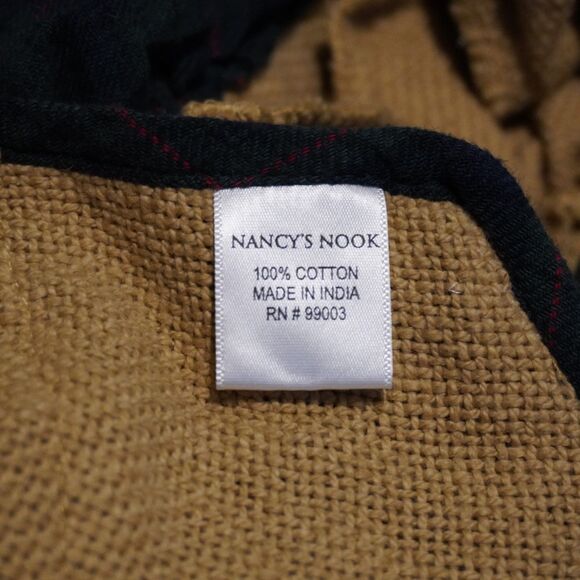 NANCY'S NOOK
100% COTTON
MADE IN INDIA
RN # 99003